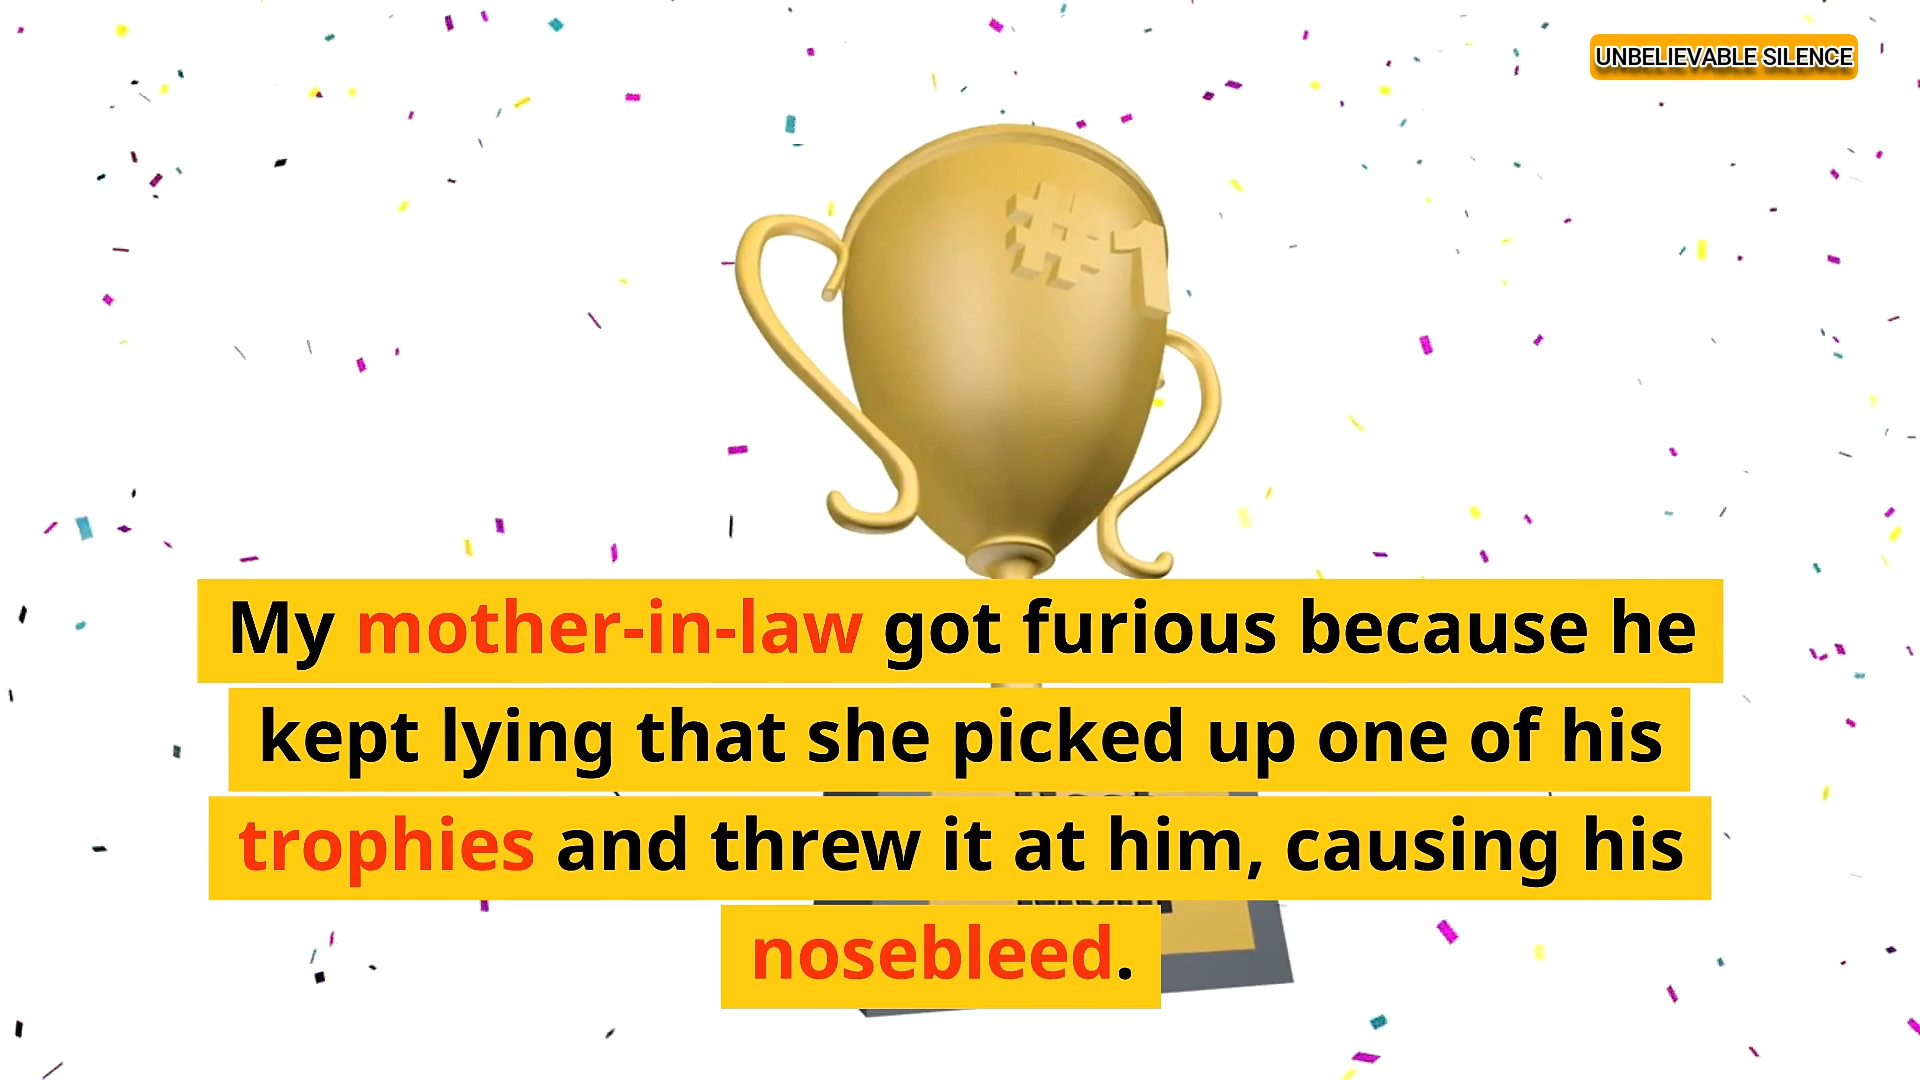 UNBELIEVABLE SILENCE
#1
My mother-in-law got furious because he
kept lying that she picked up one of his
trophies and threw it at him, causing his
nosebleed.